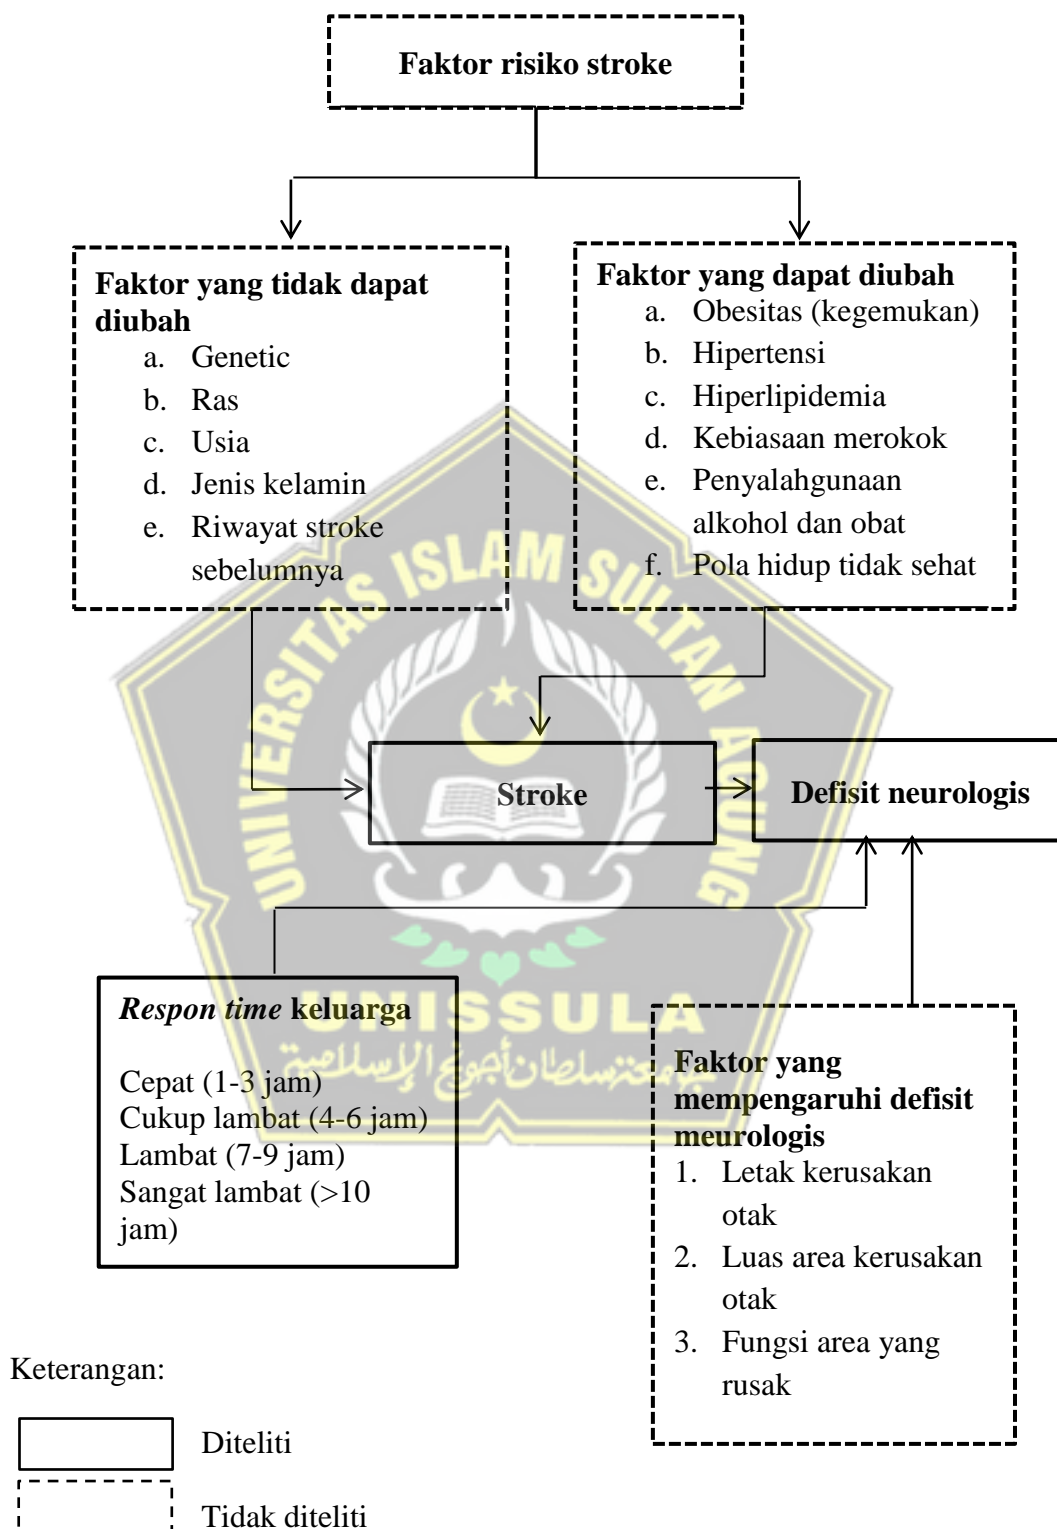 Faktor risiko stroke
Faktor yang tidak dapat
diubah
a. Genetic
b. Ras
c. Usia
d. Jenis kelamin
e. Riwayat stroke
sebelumnya
Faktor yang dapat diubah
a. Obesitas (kegemukan)
b. Hipertensi
c. Hiperlipidemia
d. Kebiasaan merokok
e. Penyalahgunaan
alkohol dan obat
f. Pola hidup tidak sehat
UNIVERSITAS ISLAM SULTAN AGUNG
Stroke
Defisit neurologis
Respon time keluarga
Cepat (1-3 jam)
Cukup lambat (4-6 jam)
Lambat (7-9 jam)
Sangat lambat (>10
jam)
UNISSULA
جامعة سلطان أجونج الإسلامية
Faktor yang
mempengaruhi defisit
meurologis
1. Letak kerusakan
otak
2. Luas area kerusakan
otak
3. Fungsi area yang
rusak
Keterangan:
Diteliti
Tidak diteliti